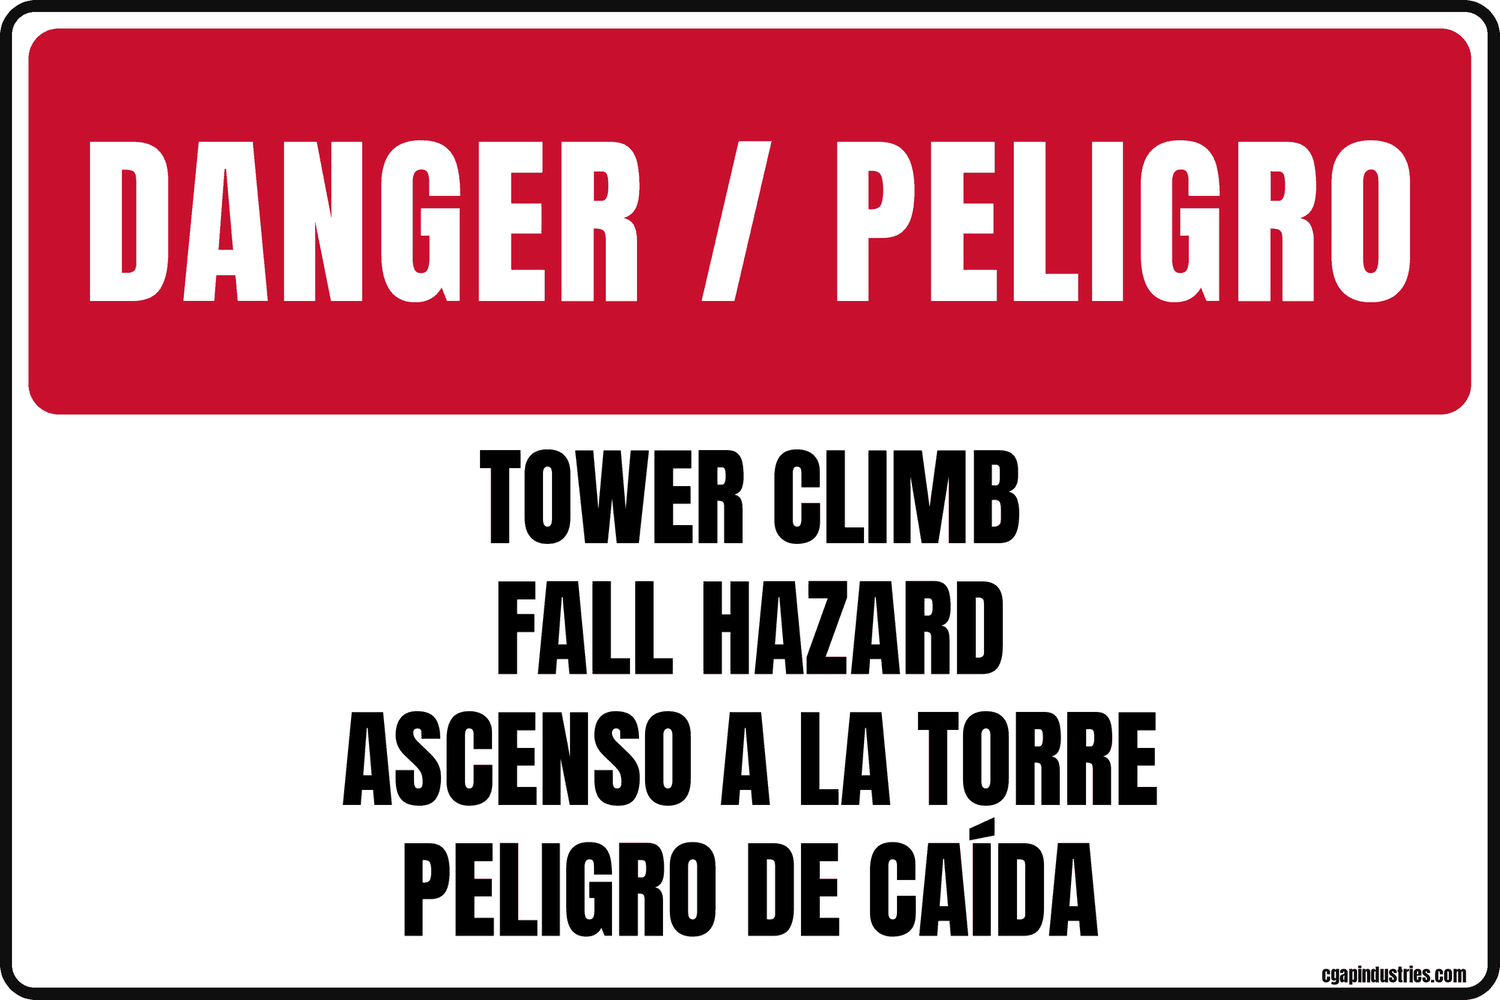 DANGER / PELIGRO
TOWER CLIMB
FALL HAZARD
ASCENSO A LA TORRE
PELIGRO DE CAÍDA
cgapindustries.com